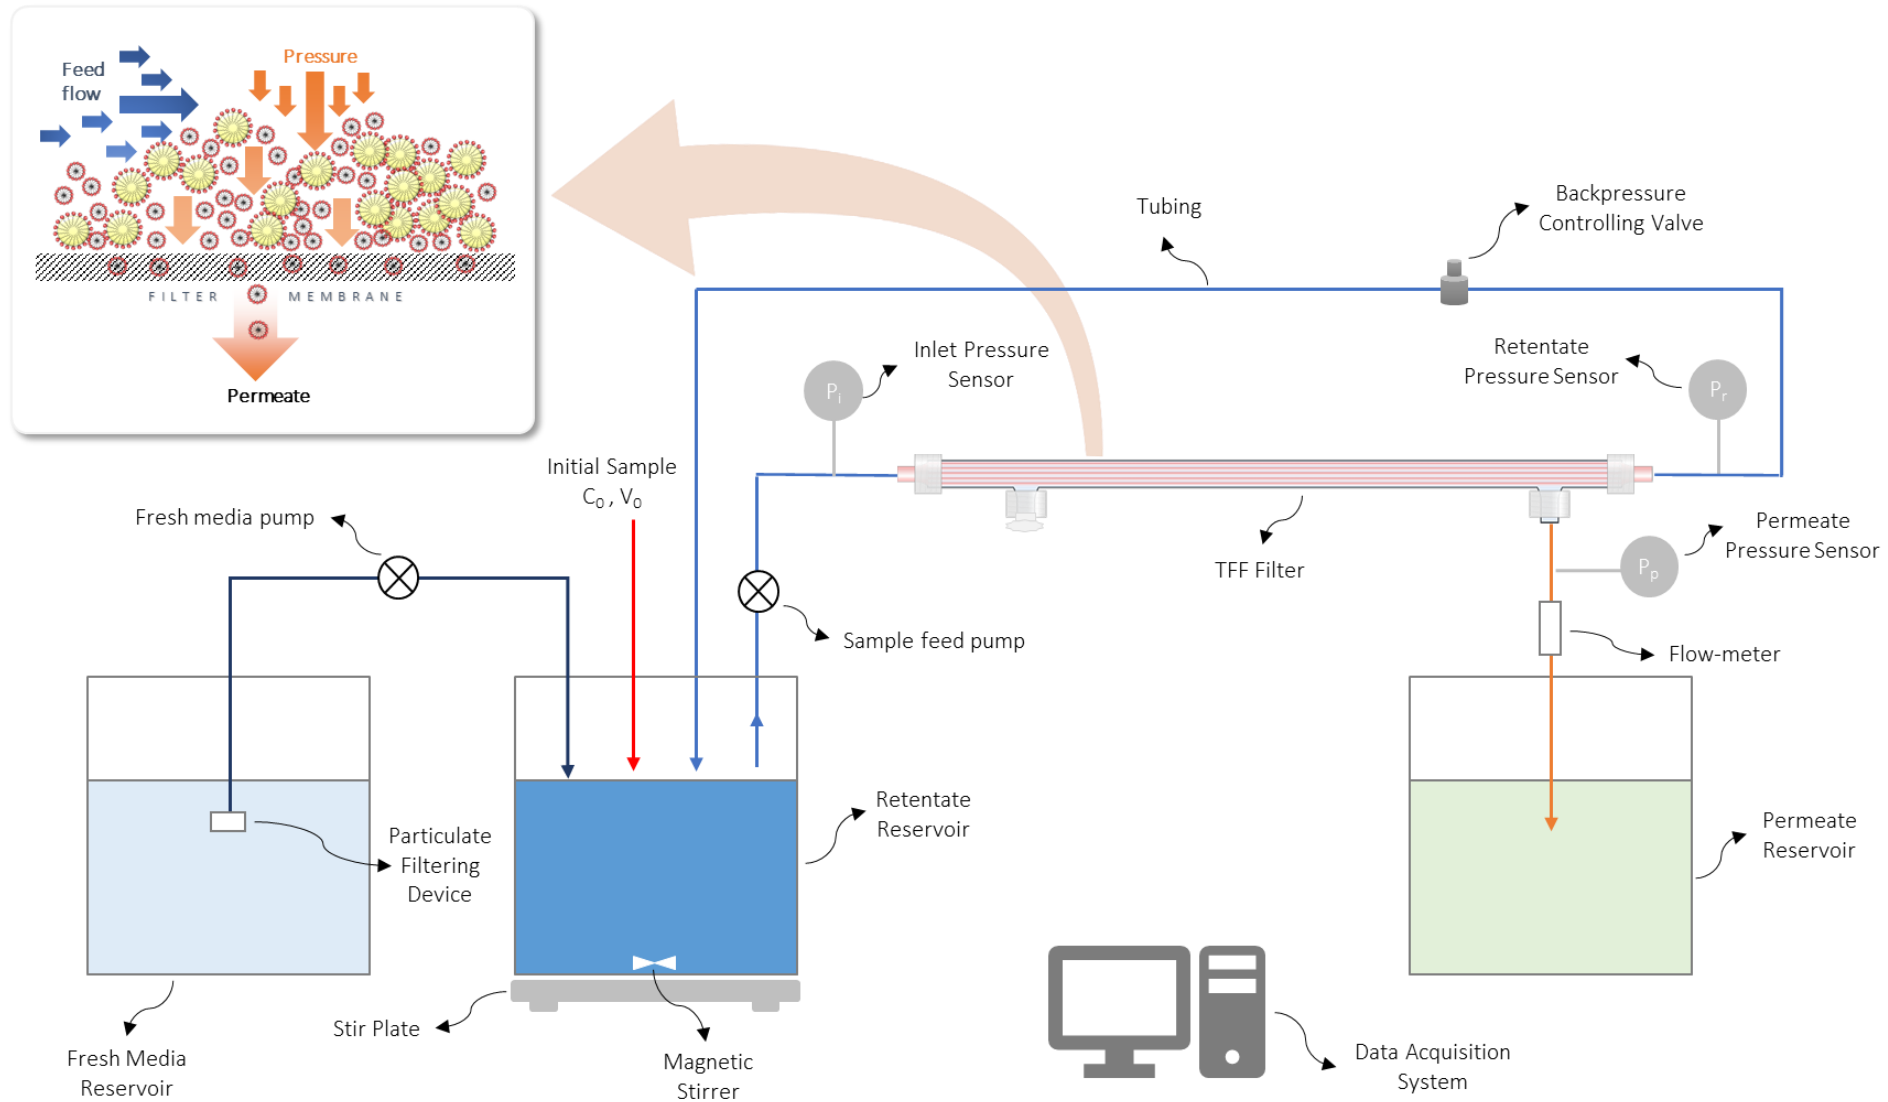 Feed
flow
Pressure
FILTER MEMBRANE
Permeate
Tubing
Backpressure
Controlling Valve
Inlet Pressure
Sensor
Retentate
Pressure Sensor
Pi
Pr
Initial Sample
C0 , V0
Fresh media pump
TFF Filter
Permeate
Pressure Sensor
Pp
Sample feed pump
Flow-meter
Retentate
Reservoir
Particulate
Filtering
Device
Permeate
Reservoir
Stir Plate
Fresh Media
Reservoir
Magnetic
Stirrer
Data Acquisition
System